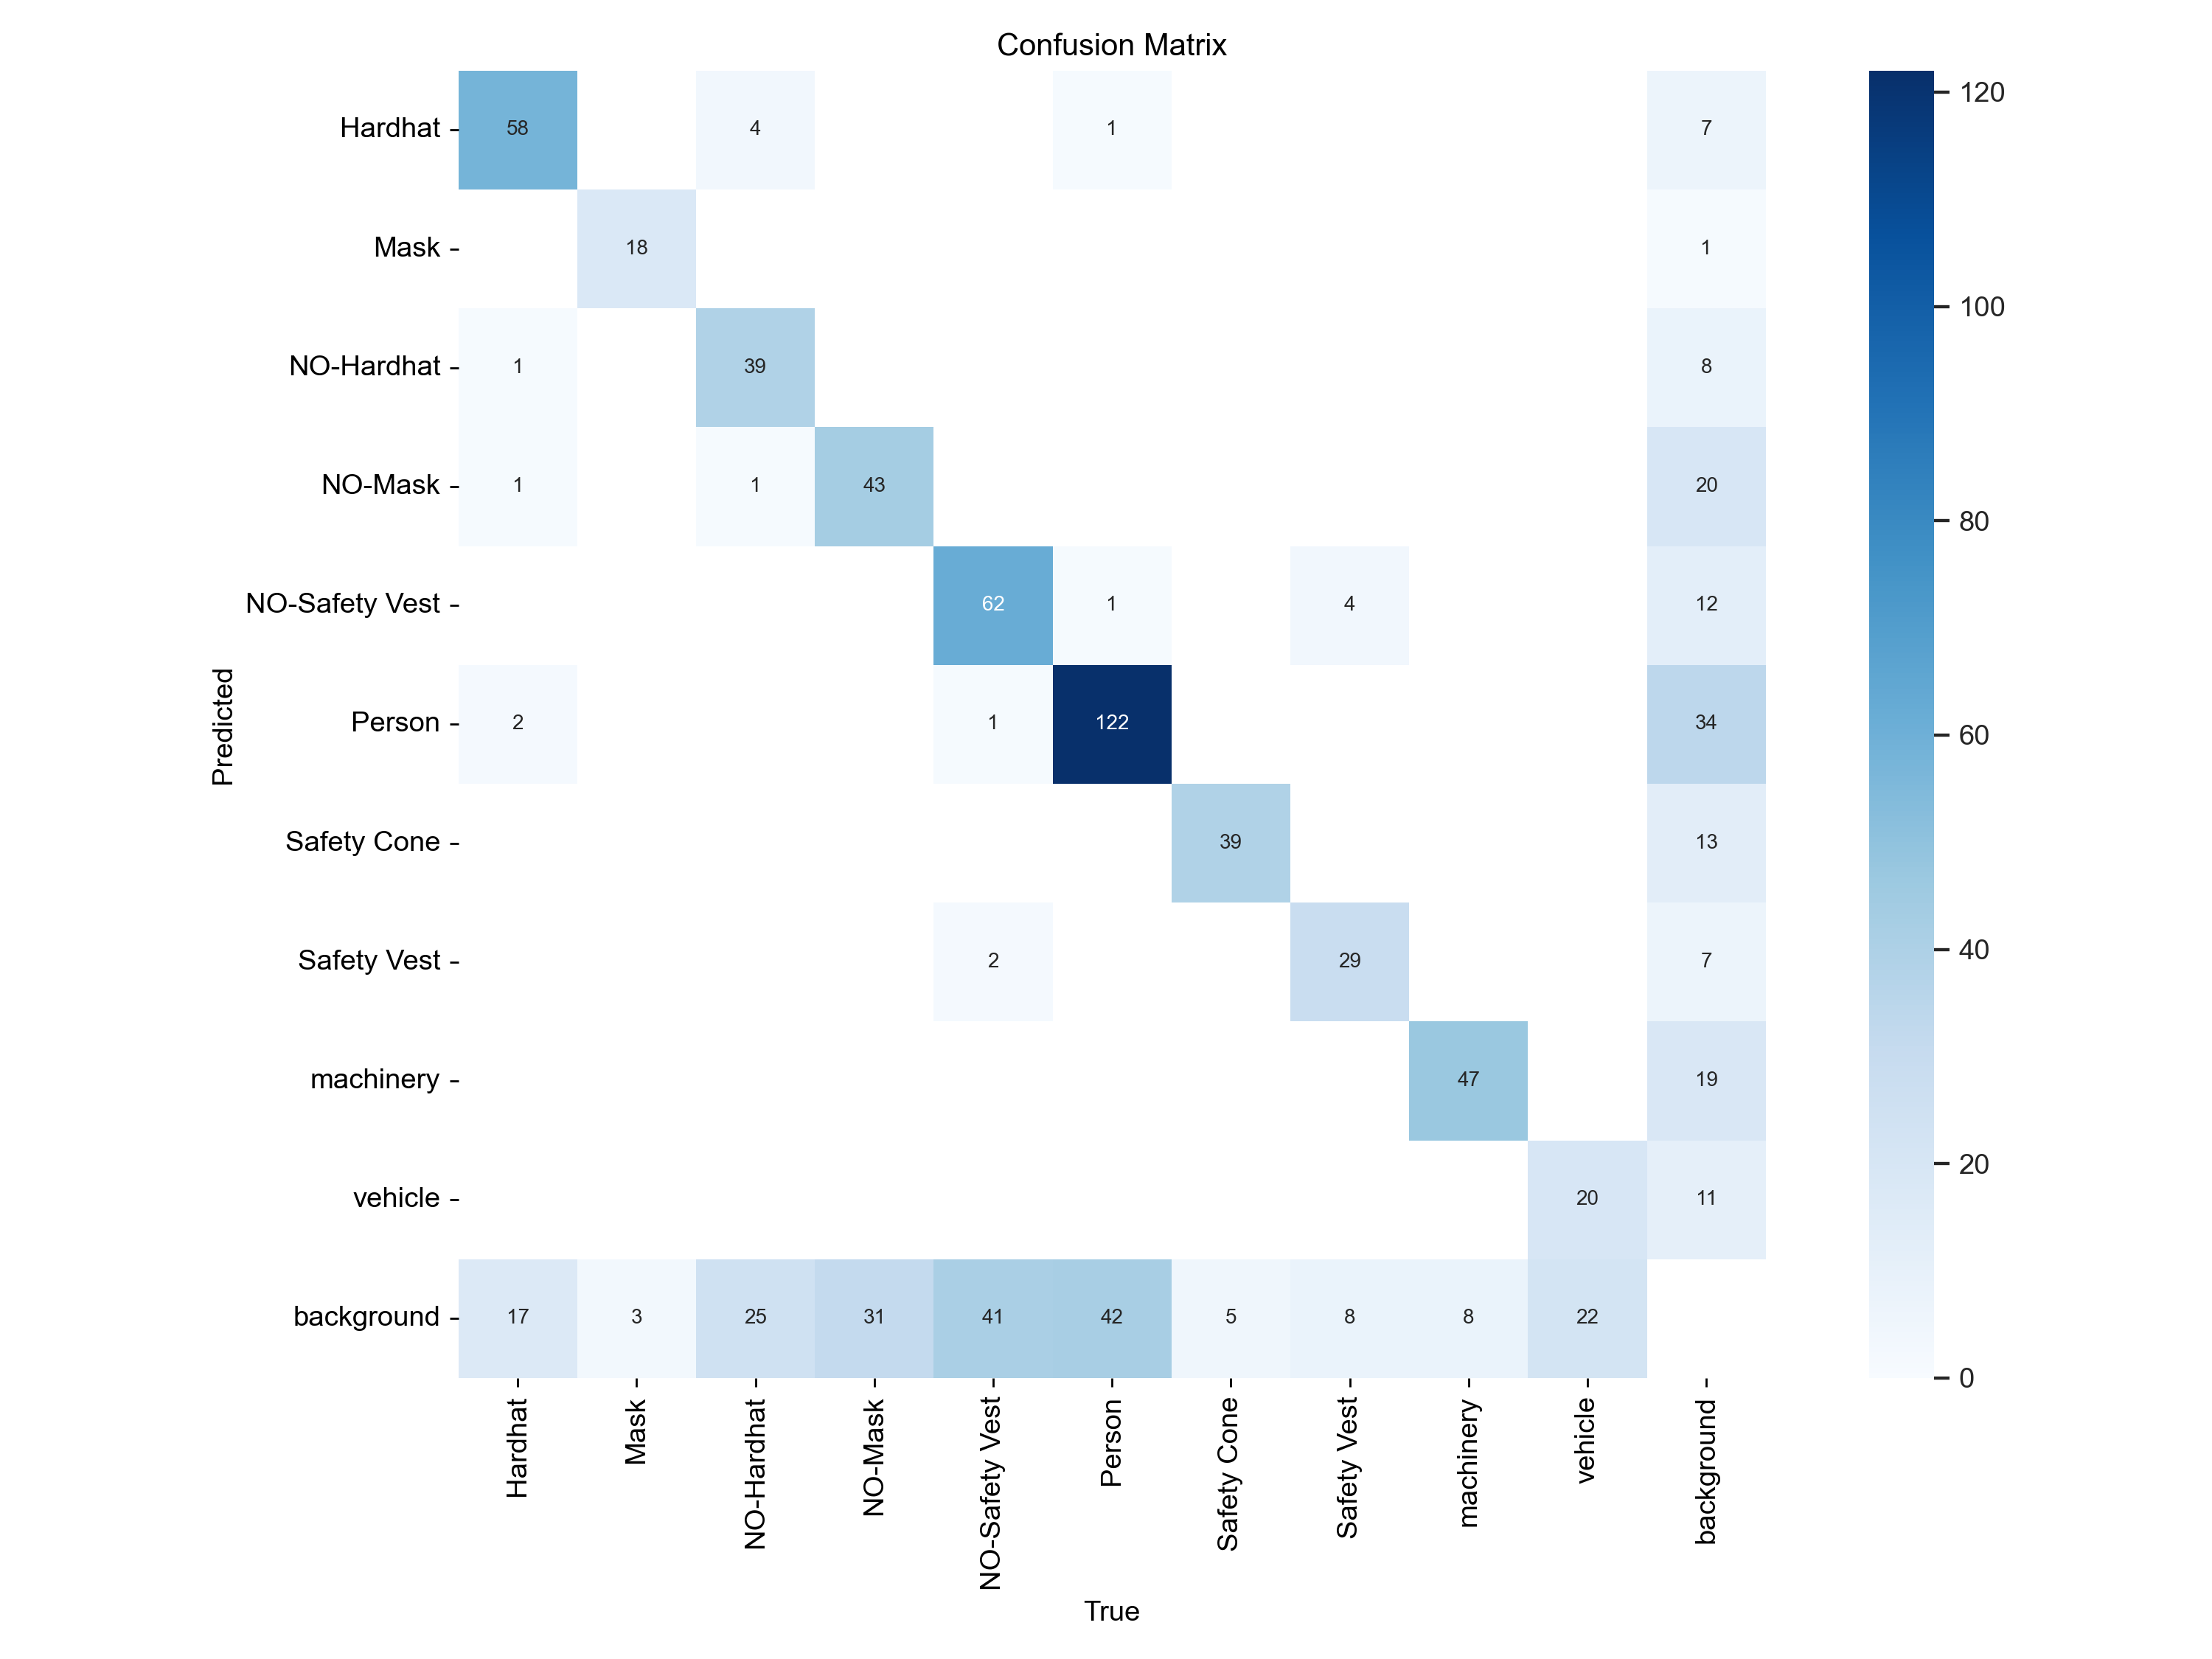 Confusion Matrix
Hardhat 58 4 1 7
Mask 18 1
NO-Hardhat 1 39 8
NO-Mask 1 1 43 20
NO-Safety Vest 62 1 4 12
Person 2 1 122 34
Safety Cone 39 13
Safety Vest 2 29 7
machinery 47 19
vehicle 20 11
background 17 3 25 31 41 42 5 8 8 22
Predicted
Hardhat
Mask
NO-Hardhat
NO-Mask
NO-Safety Vest
Person
Safety Cone
Safety Vest
machinery
vehicle
background
True
120
100
80
60
40
20
0